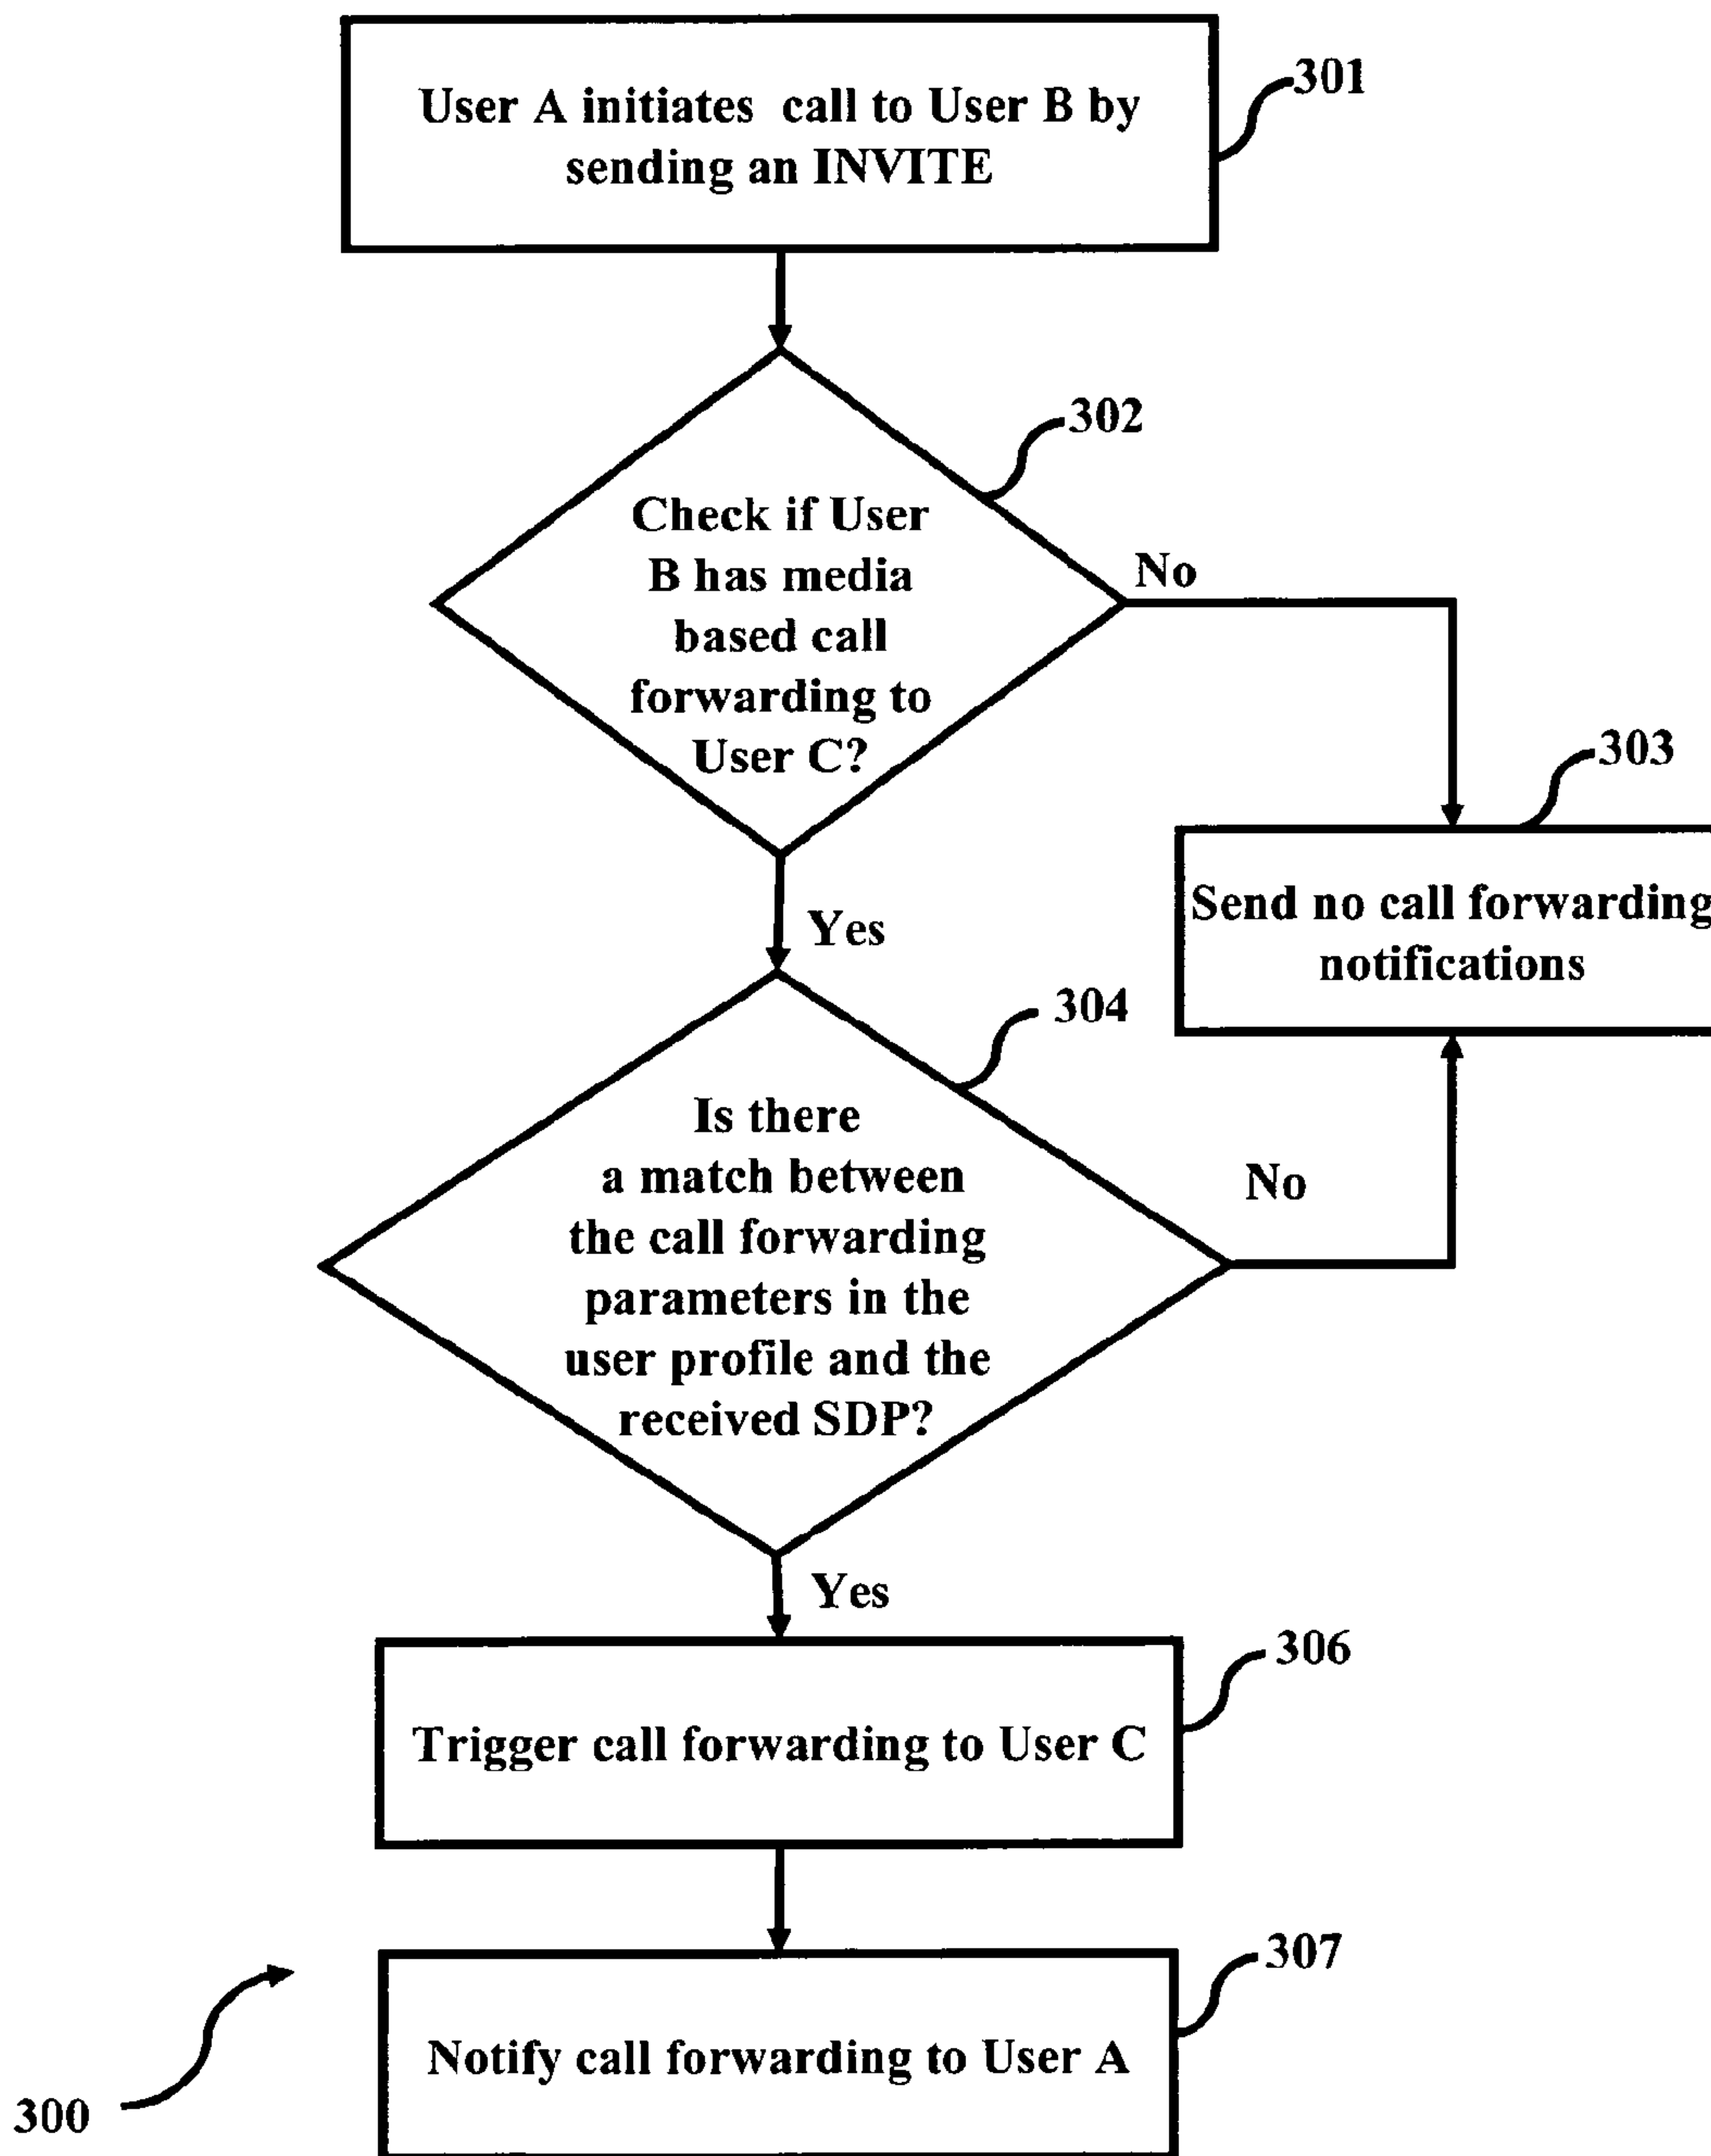 User A initiates call to User B by
sending an INVITE
301
302
Check if User
B has media
based call
forwarding to
User C?
No
Yes
303
Send no call forwarding
notifications
304
Is there
a match between
the call forwarding
parameters in the
user profile and the
received SDP?
No
Yes
306
Trigger call forwarding to User C
307
Notify call forwarding to User A
300